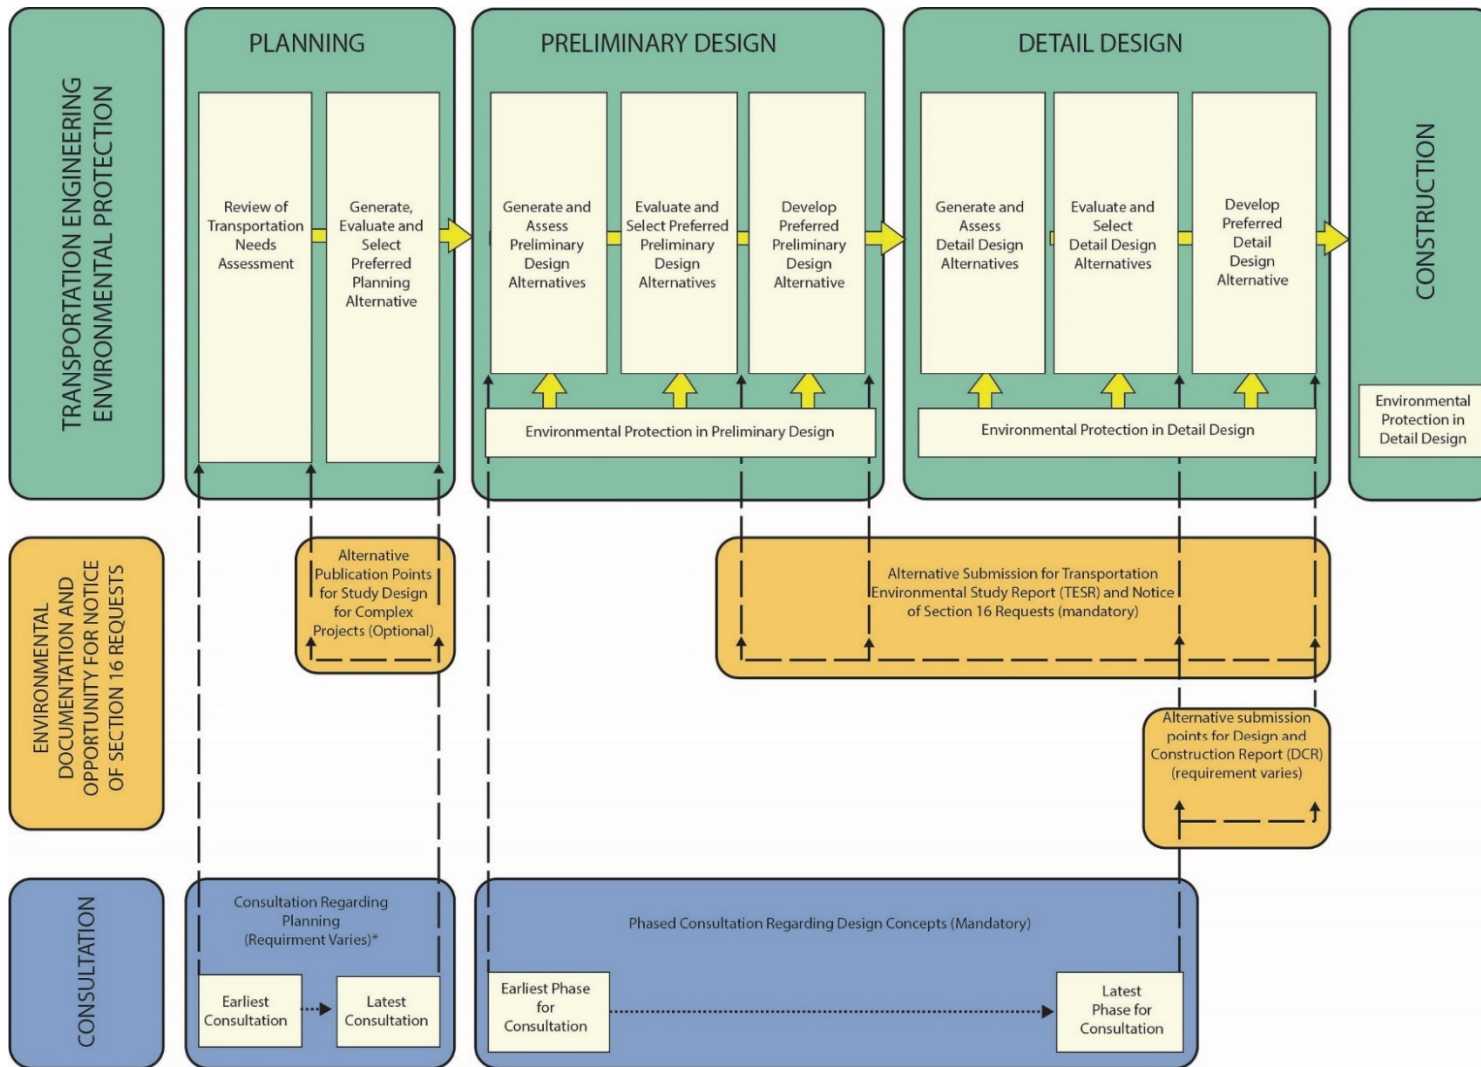 TRANSPORTATION ENGINEERING
ENVIRONMENTAL PROTECTION
PLANNING
Review of
Transportation
Needs
Assessment
Generate,
Evaluate and
Select
Preferred
Planning
Alternative
PRELIMINARY DESIGN
Generate and
Assess
Preliminary
Design
Alternatives
Evaluate and
Select Preferred
Preliminary
Design
Alternatives
Develop
Preferred
Preliminary
Design
Alternative
Environmental Protection in Preliminary Design
DETAIL DESIGN
Generate and
Assess
Detail Design
Alternatives
Evaluate and
Select
Detail Design
Alternatives
Develop
Preferred
Detail
Design
Alternative
Environmental Protection in Detail Design
CONSTRUCTION
Environmental
Protection in
Detail Design
ENVIRONMENTAL
DOCUMENTATION AND
OPPORTUNITY FOR NOTICE
OF SECTION 16 REQUESTS
Alternative
Publication Points
for Study Design
for Complex
Projects (Optional)
Alternative Submission for Transportation
Environmental Study Report (TESR) and Notice
of Section 16 Requests (mandatory)
Alternative submission
points for Design and
Construction Report (DCR)
(requirement varies)
CONSULTATION
Consultation Regarding
Planning
(Requirment Varies)*
Earliest
Consultation
Latest
Consultation
Phased Consultation Regarding Design Concepts (Mandatory)
Earliest Phase
for
Consultation
Latest
Phase for
Consultation